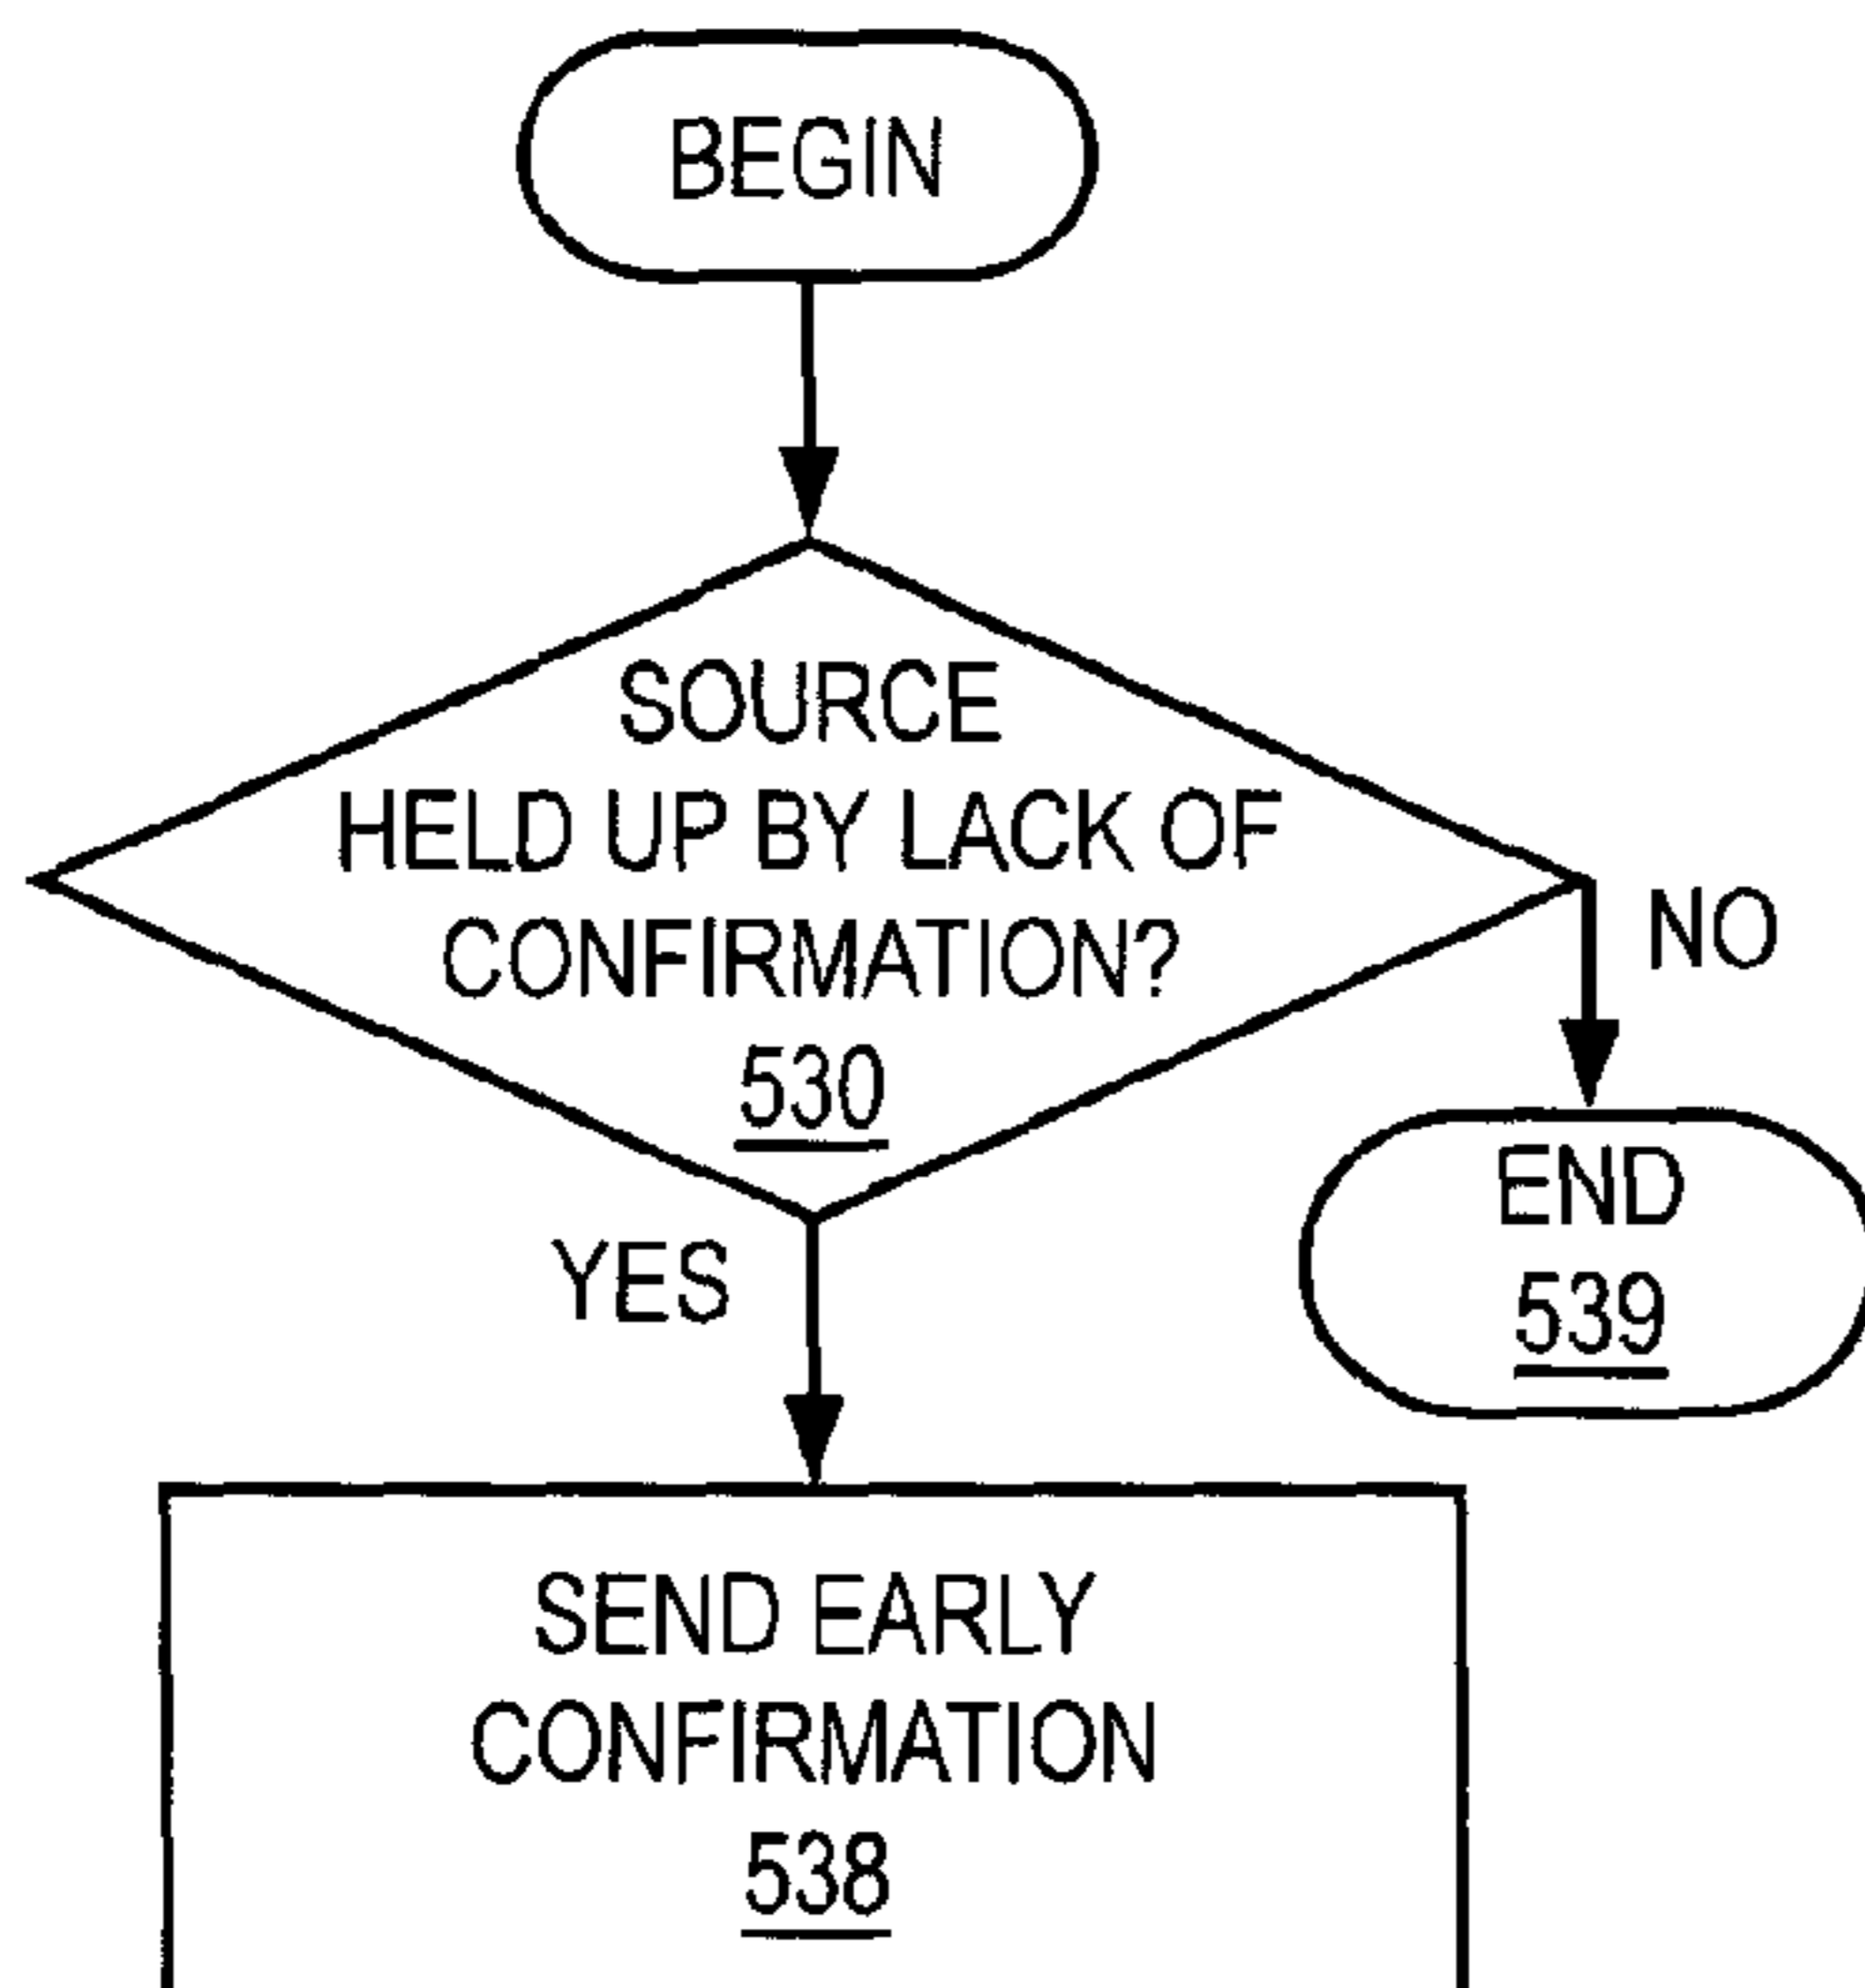 BEGIN
SOURCE
HELD UP BY LACK OF
CONFIRMATION?
530
NO
YES
END
539
SEND EARLY
CONFIRMATION
538